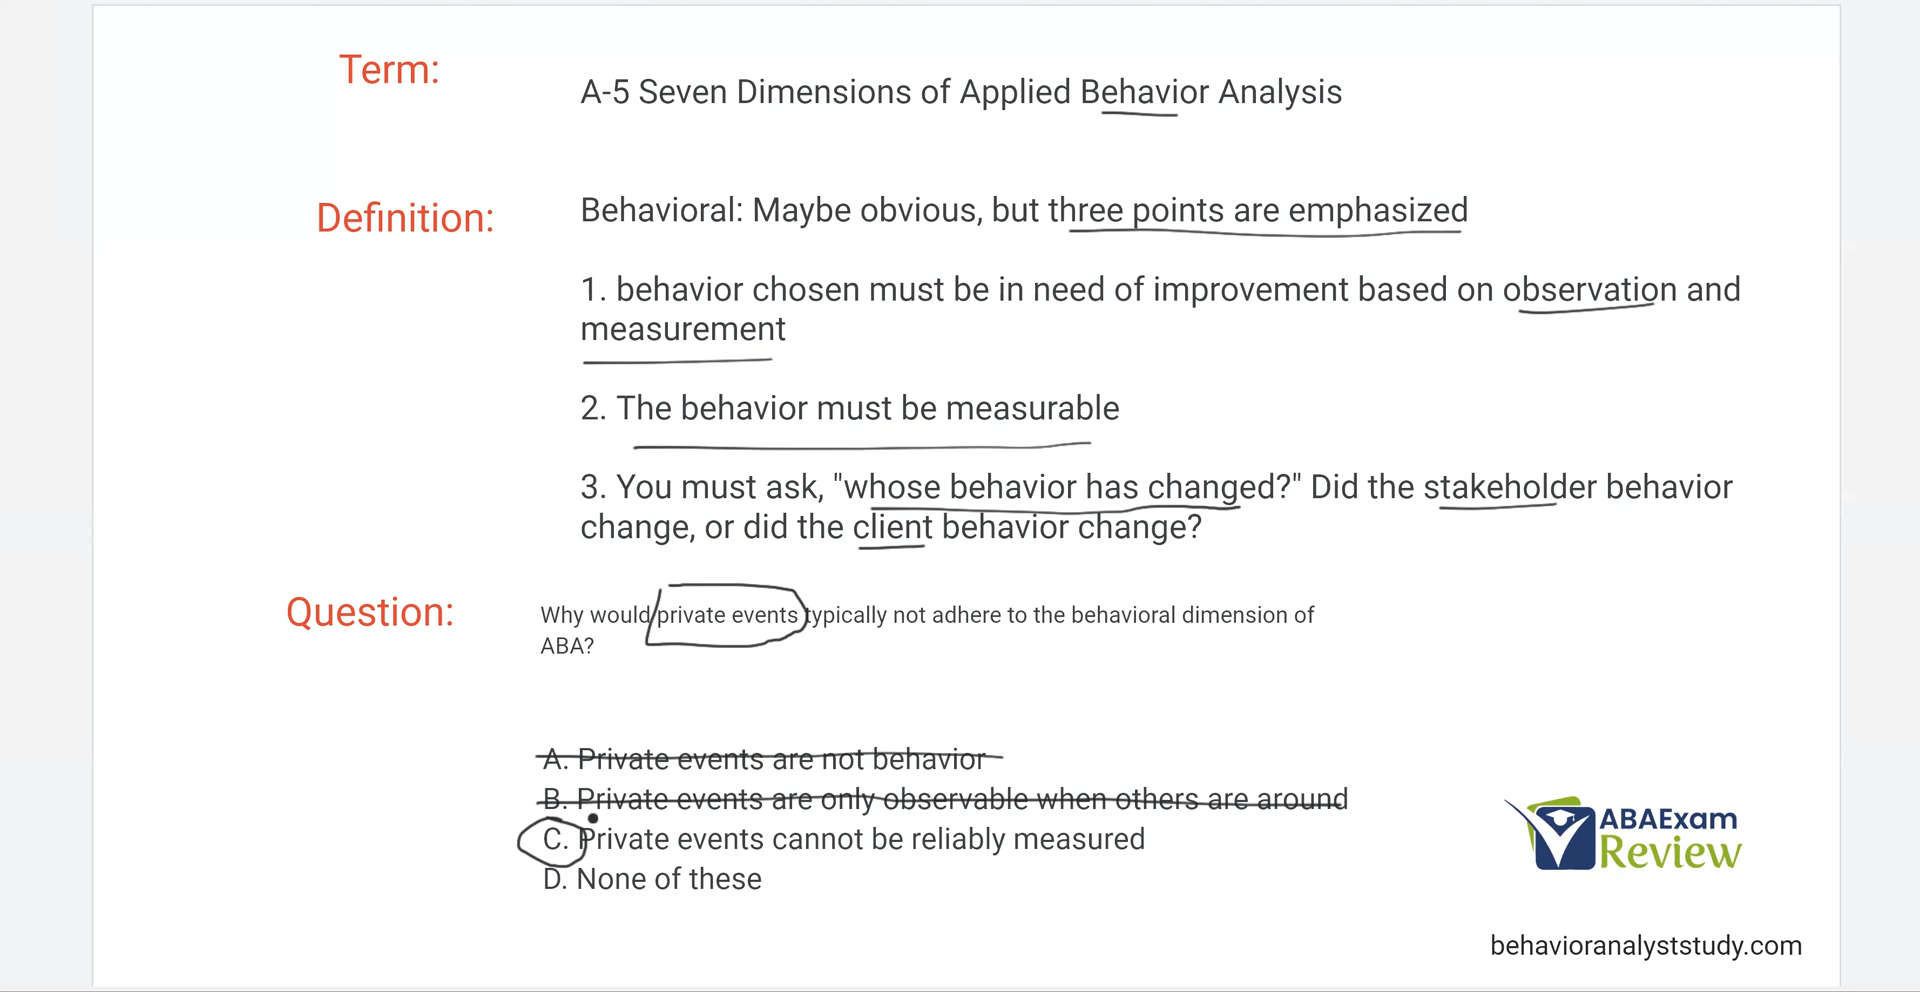 Term:
A-5 Seven Dimensions of Applied Behavior Analysis
Definition:
Behavioral: Maybe obvious, but three points are emphasized
1. behavior chosen must be in need of improvement based on observation and
measurement
2. The behavior must be measurable
3. You must ask, "whose behavior has changed?" Did the stakeholder behavior
change, or did the client behavior change?
Question:
Why would private events typically not adhere to the behavioral dimension of
ABA?
A. Private events are not behavior
B. Private events are only observable when others are around
C. Private events cannot be reliably measured
D. None of these
ABAExam
Review
behavioranalyststudy.com